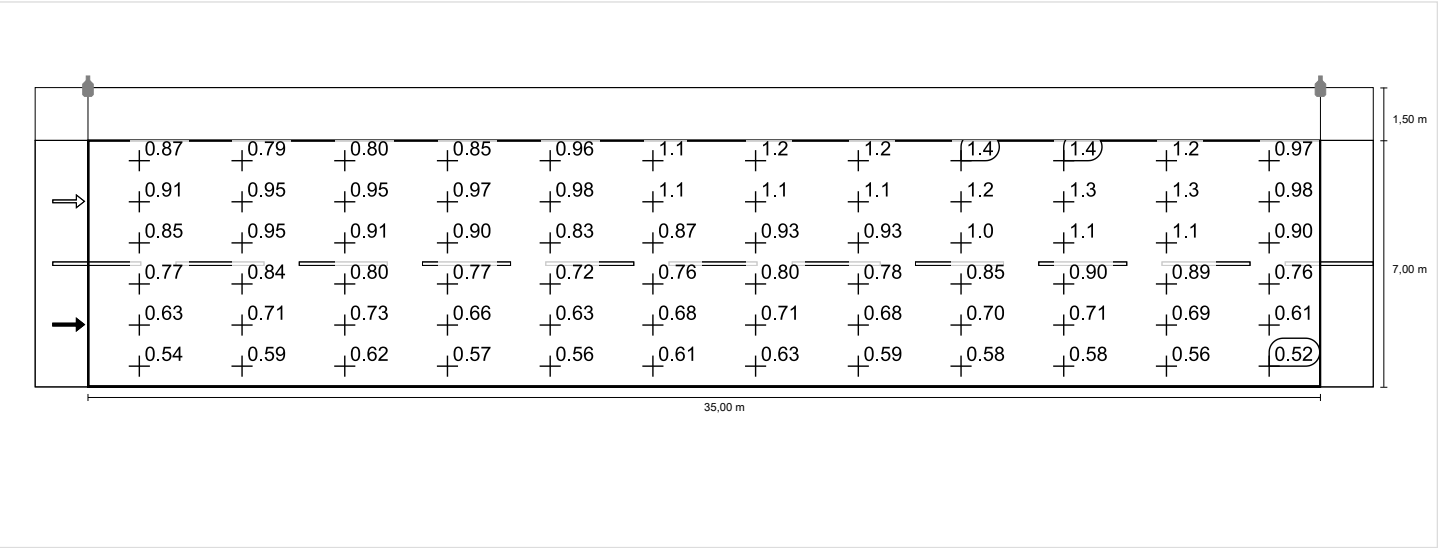 0.87 0.79 0.80 0.85 0.96 1.1 1.2 1.2 1.4 1.4 1.2 0.97
1,50 m
0.91 0.95 0.95 0.97 0.98 1.1 1.1 1.1 1.2 1.3 1.3 0.98
0.85 0.95 0.91 0.90 0.83 0.87 0.93 0.93 1.0 1.1 1.1 0.90
0.77 0.84 0.80 0.77 0.72 0.76 0.80 0.78 0.85 0.90 0.89 0.76
7,00 m
0.63 0.71 0.73 0.66 0.63 0.68 0.71 0.68 0.70 0.71 0.69 0.61
0.54 0.59 0.62 0.57 0.56 0.61 0.63 0.59 0.58 0.58 0.56 0.52
35,00 m